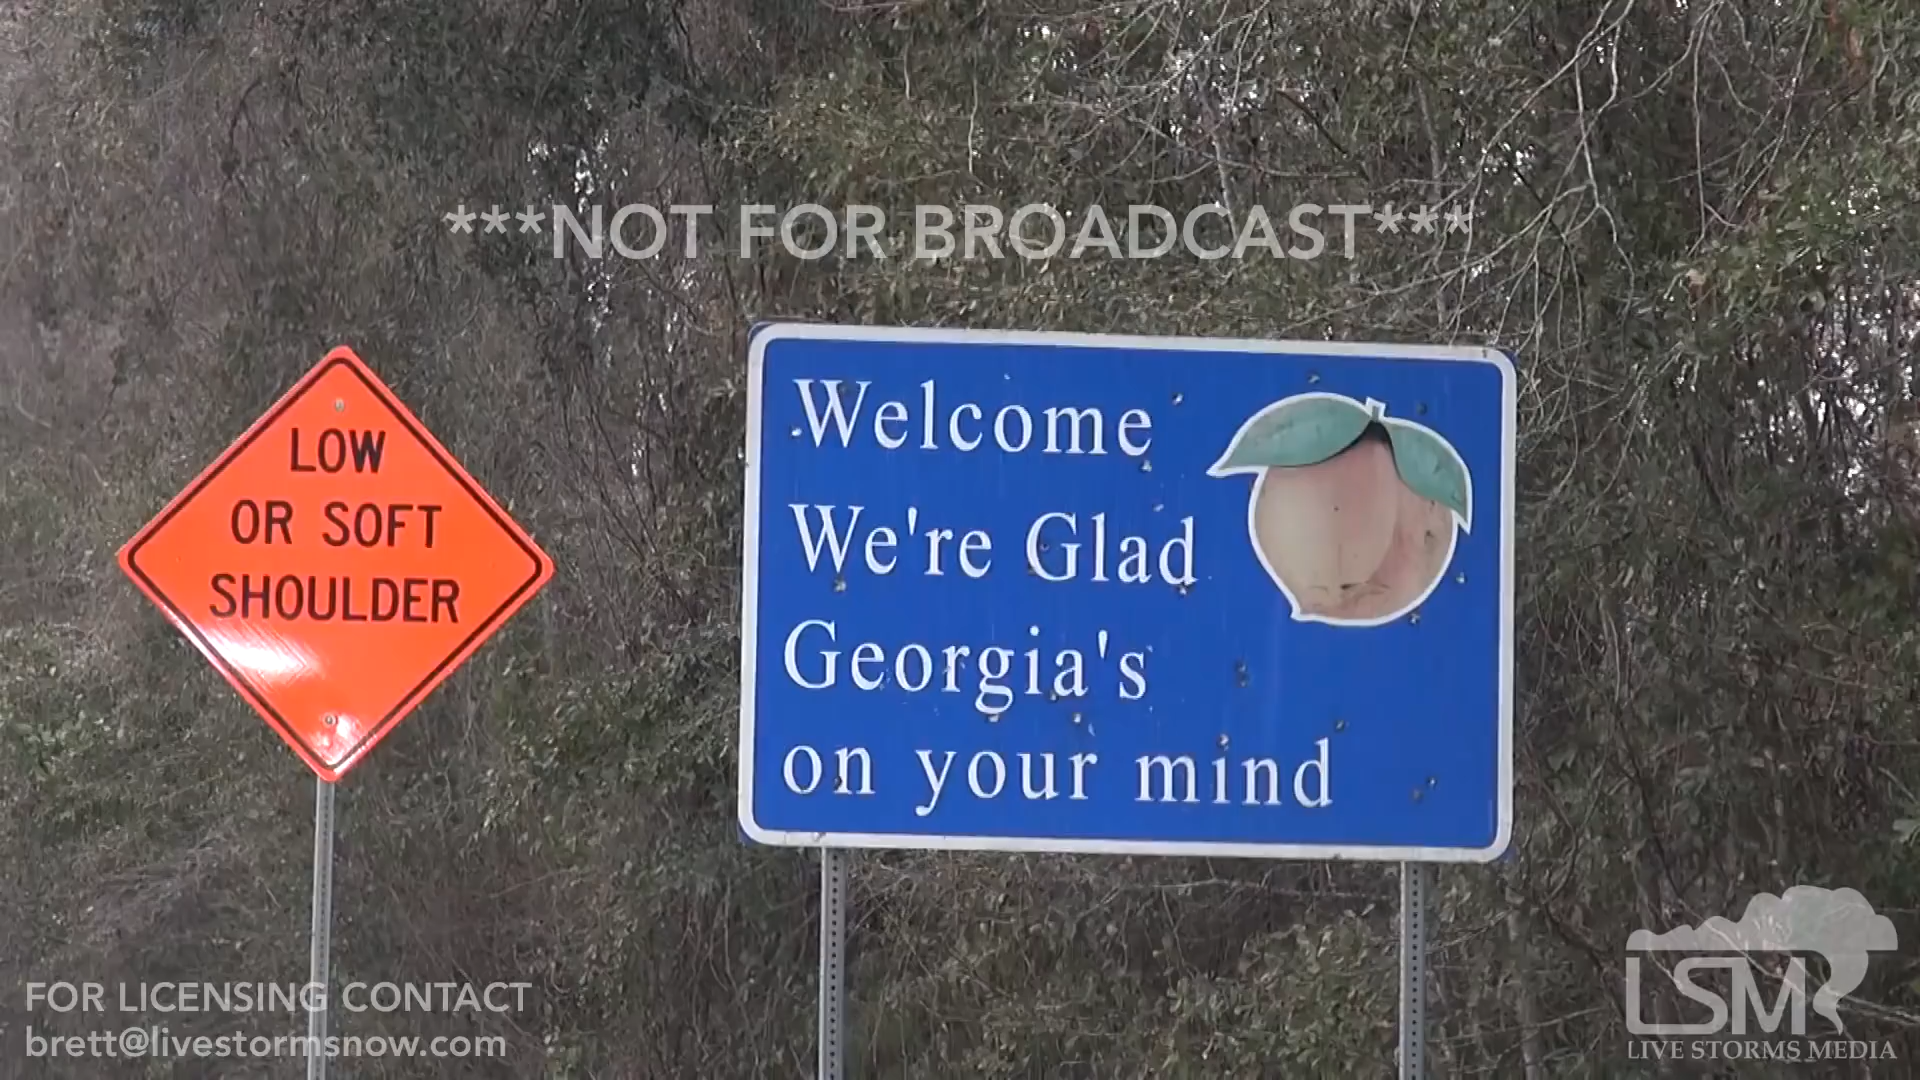 ***NOT FOR BROADCAST***
LOW
OR SOFT
SHOULDER
Welcome
We're Glad
Georgia's
on your mind
FOR LICENSING CONTACT
brett@livestormsnow.com
LSM
LIVE STORMS MEDIA